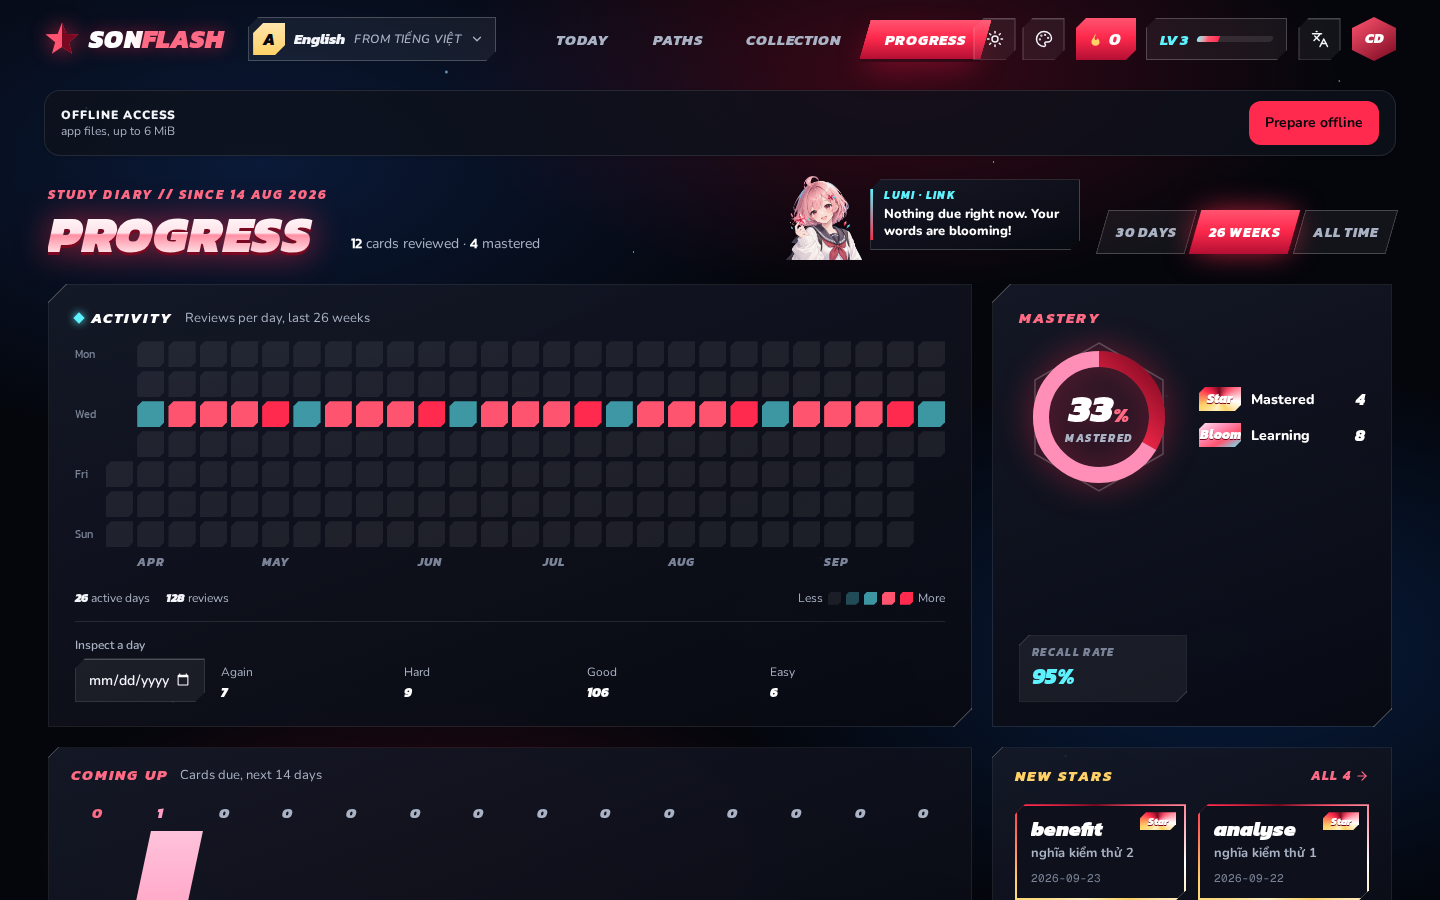 SONFLASH
A English FROM TIẾNG VIỆT
TODAY PATHS COLLECTION PROGRESS
0
LV 3
CD
OFFLINE ACCESS
app files, up to 6 MiB
Prepare offline
STUDY DIARY // SINCE 14 AUG 2026
PROGRESS
12 cards reviewed · 4 mastered
LUMI · LINK
Nothing due right now. Your
words are blooming!
30 DAYS 26 WEEKS ALL TIME
ACTIVITY Reviews per day, last 26 weeks
Mon
Wed
Fri
Sun
APR MAY JUN JUL AUG SEP
26 active days 128 reviews
Less More
Inspect a day
mm/dd/yyyy
Again
7
Hard
9
Good
106
Easy
6
MASTERY
33%
MASTERED
Star Mastered 4
Bloom Learning 8
RECALL RATE
95%
COMING UP Cards due, next 14 days
0 1 0 0 0 0 0 0 0 0 0 0 0 0
NEW STARS
ALL 4 →
benefit Star
nghĩa kiểm thử 2
2026-09-23
analyse Star
nghĩa kiểm thử 1
2026-09-22